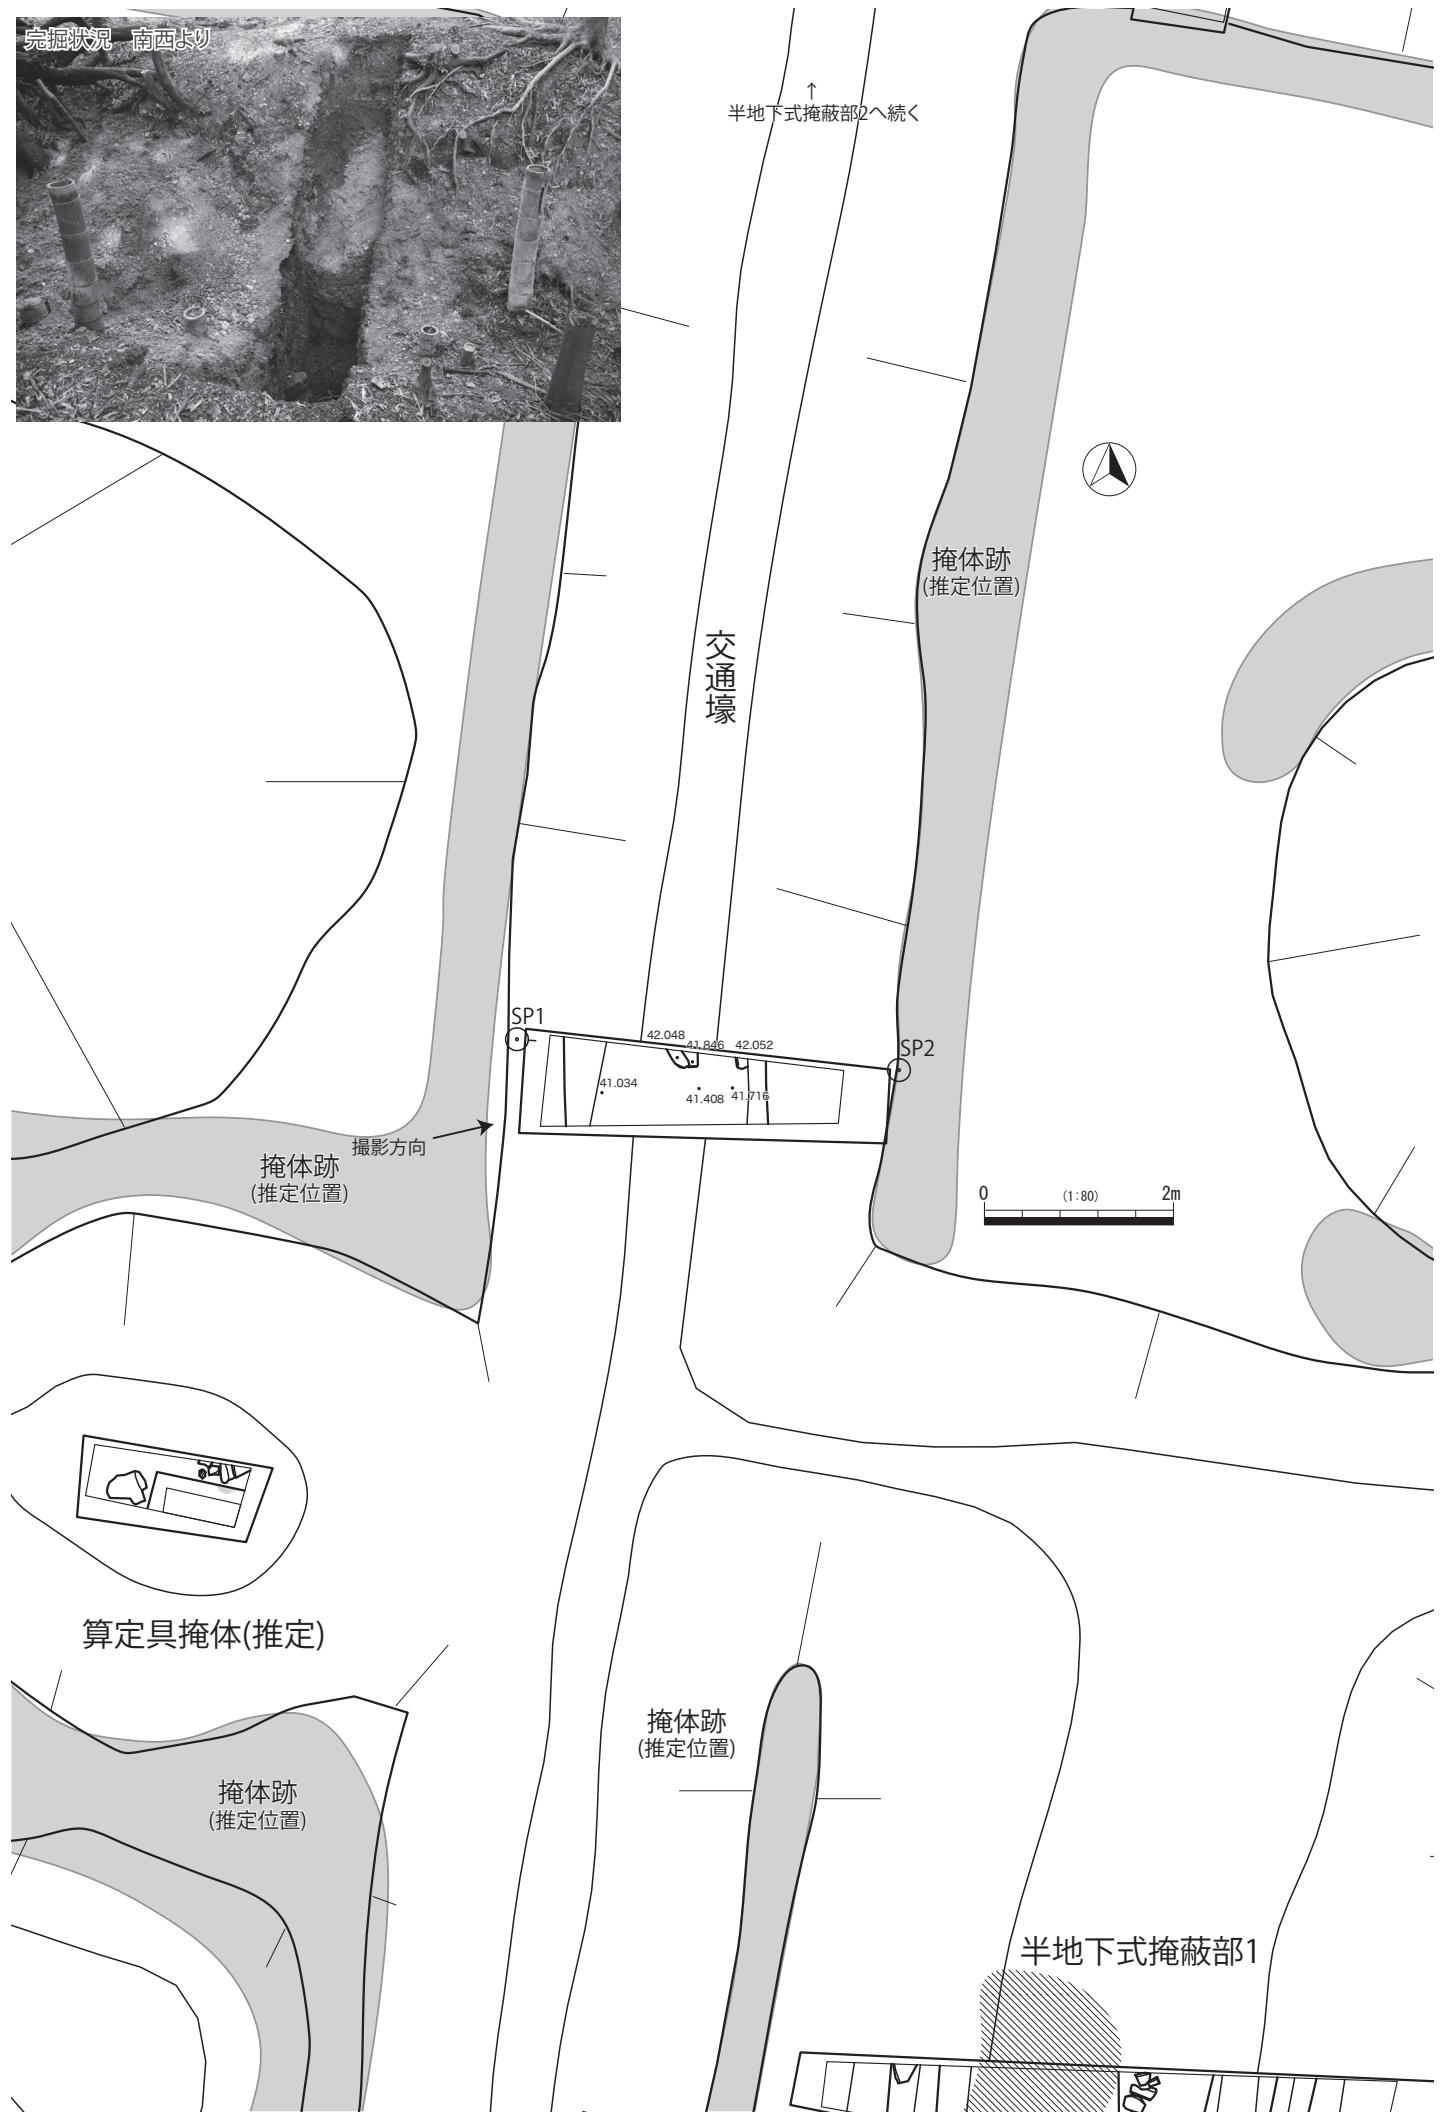 完掘状況　南西より
↑
半地下式掩蔽部2へ続く
掩体跡
(推定位置)
交通壕
SP1
42.048
41.846
42.052
SP2
41.034
41.408
41.716
撮影方向
掩体跡
(推定位置)
0
(1:80)
2m
算定具掩体(推定)
掩体跡
(推定位置)
掩体跡
(推定位置)
半地下式掩蔽部1